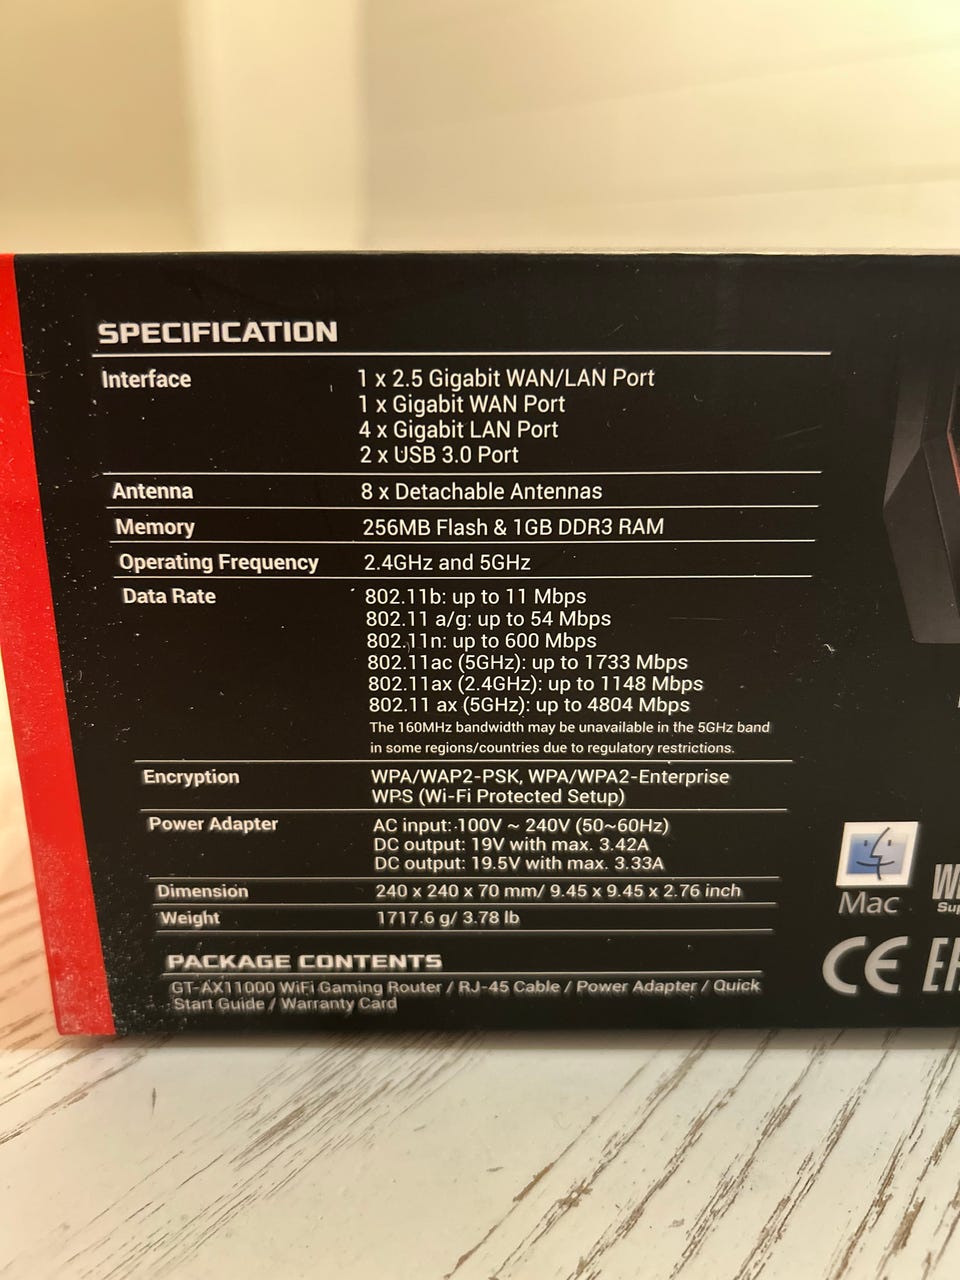 SPECIFICATION
Interface 1 x 2.5 Gigabit WAN/LAN Port
1 x Gigabit WAN Port
4 x Gigabit LAN Port
2 x USB 3.0 Port
Antenna 8 x Detachable Antennas
Memory 256MB Flash & 1GB DDR3 RAM
Operating Frequency 2.4GHz and 5GHz
Data Rate 802.11b: up to 11 Mbps
802.11 a/g: up to 54 Mbps
802.11n: up to 600 Mbps
802.11ac (5GHz): up to 1733 Mbps
802.11ax (2.4GHz): up to 1148 Mbps
802.11 ax (5GHz): up to 4804 Mbps
The 160MHz bandwidth may be unavailable in the 5GHz band
in some regions/countries due to regulatory restrictions.
Encryption WPA/WAP2-PSK, WPA/WPA2-Enterprise
WPS (Wi-Fi Protected Setup)
Power Adapter AC input: 100V ~ 240V (50~60Hz)
DC output: 19V with max. 3.42A
DC output: 19.5V with max. 3.33A
Dimension 240 x 240 x 70 mm/ 9.45 x 9.45 x 2.76 inch
Weight 1717.6 g/ 3.78 lb
PACKAGE CONTENTS
GT-AX11000 WiFi Gaming Router / RJ-45 Cable / Power Adapter / Quick
Start Guide / Warranty Card
Mac
CE